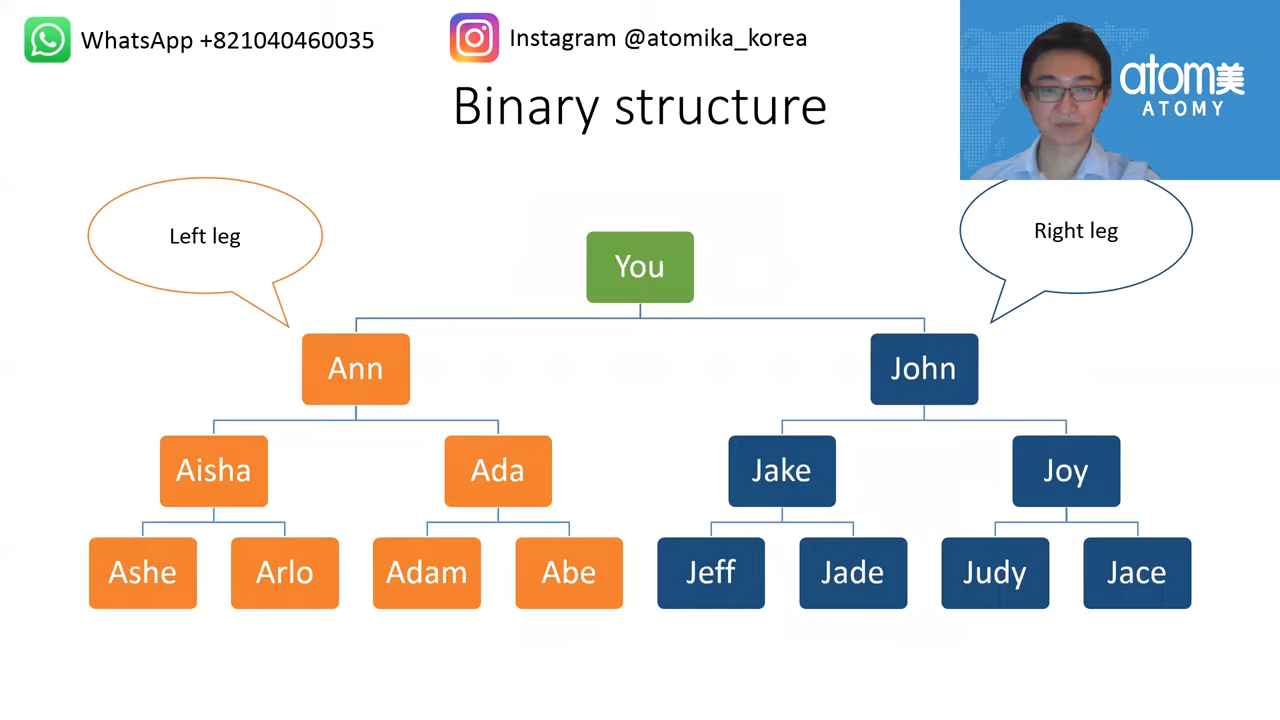 WhatsApp +821040460035
Instagram @atomika_korea
atom美
ATOMY
Binary structure
Left leg
Right leg
You
Ann
John
Aisha
Ada
Jake
Joy
Ashe
Arlo
Adam
Abe
Jeff
Jade
Judy
Jace